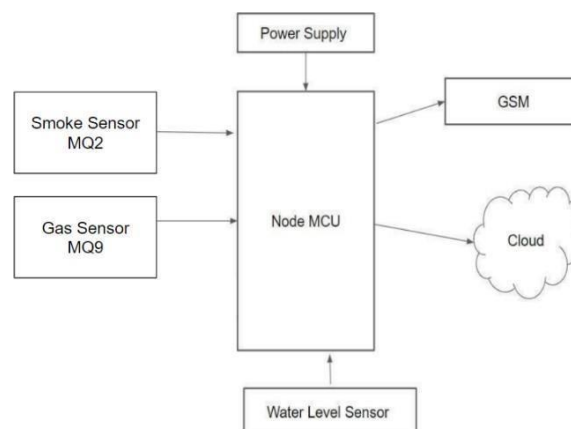 Power Supply
Smoke Sensor
MQ2
GSM
Gas Sensor
MQ9
Node MCU
Cloud
Water Level Sensor